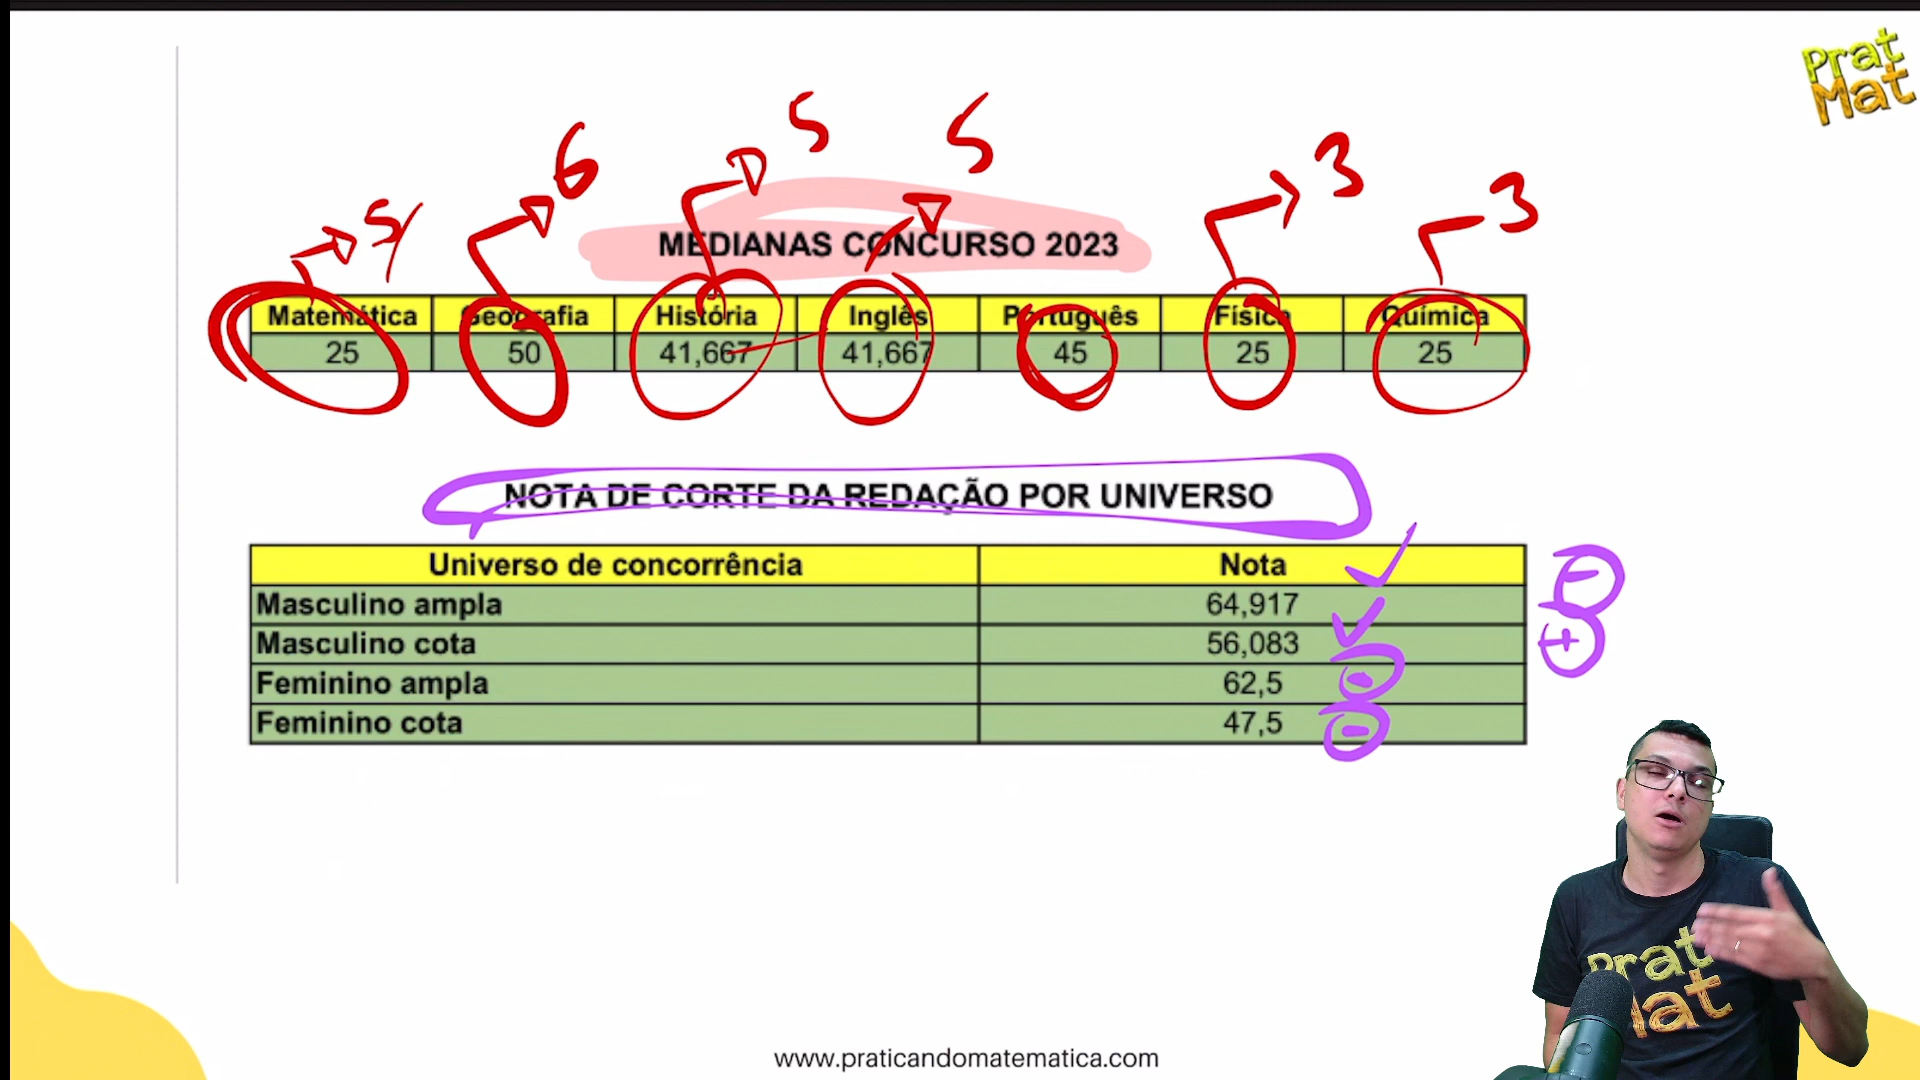 Prat
Mat
5 6 5 5 3 3
MEDIANAS CONCURSO 2023
Matemática Geografia História Inglês Português Física Química
25 50 41,667 41,667 45 25 25
NOTA DE CORTE DA REDAÇÃO POR UNIVERSO
Universo de concorrência Nota
Masculino ampla 64,917
Masculino cota 56,083
Feminino ampla 62,5
Feminino cota 47,5
Prat
Mat
www.praticandomatematica.com